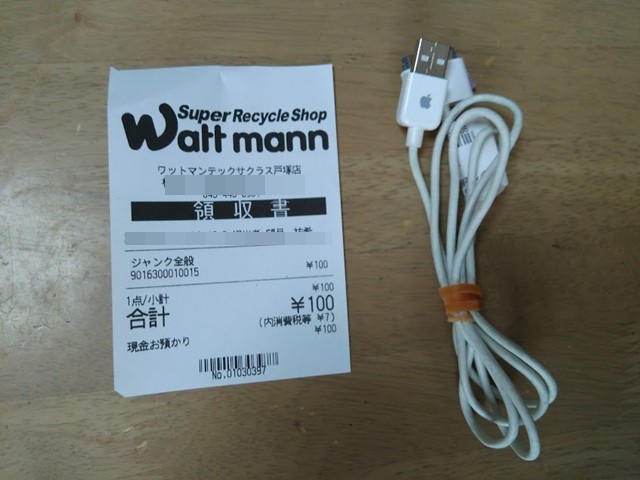 Super Recycle Shop
Watt mann
ワットマンテックサクラス戸塚店
領収書
ジャンク全般
9016300010015 ¥100
¥100
1点/小計
合計 ¥100
(内消費税等 ¥7)
¥100
現金お預かり
No.01030397